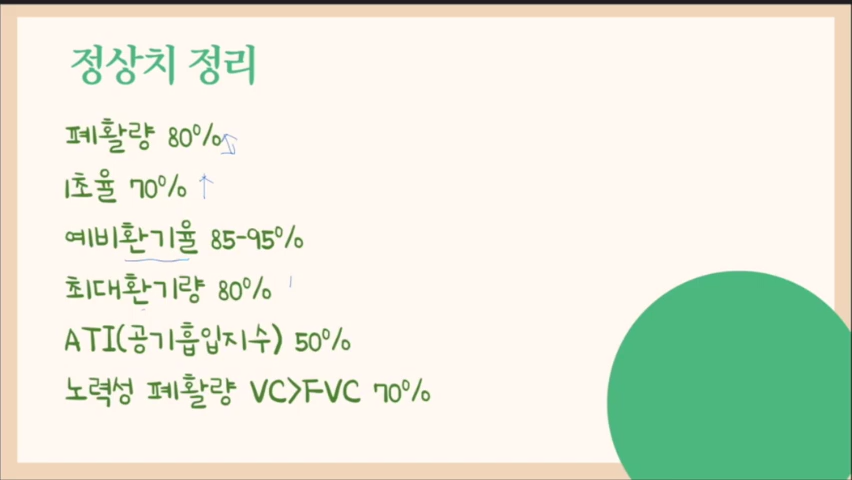 정상치 정리
폐활량 80%
1초율 70% ↑
예비환기율 85-95%
최대환기량 80%
ATI(공기흡입지수) 50%
노력성 폐활량 VC>FVC 70%